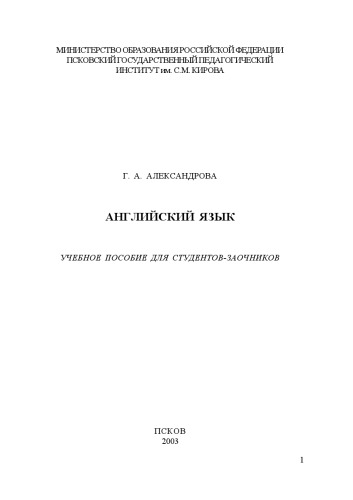 МИНИСТЕРСТВО ОБРАЗОВАНИЯ РОССИЙСКОЙ ФЕДЕРАЦИИ
ПСКОВСКИЙ ГОСУДАРСТВЕННЫЙ ПЕДАГОГИЧЕСКИЙ
ИНСТИТУТ им. С.М. КИРОВА
Г. А. АЛЕКСАНДРОВА
АНГЛИЙСКИЙ ЯЗЫК
УЧЕБНОЕ ПОСОБИЕ ДЛЯ СТУДЕНТОВ-ЗАОЧНИКОВ
ПСКОВ
2003
1